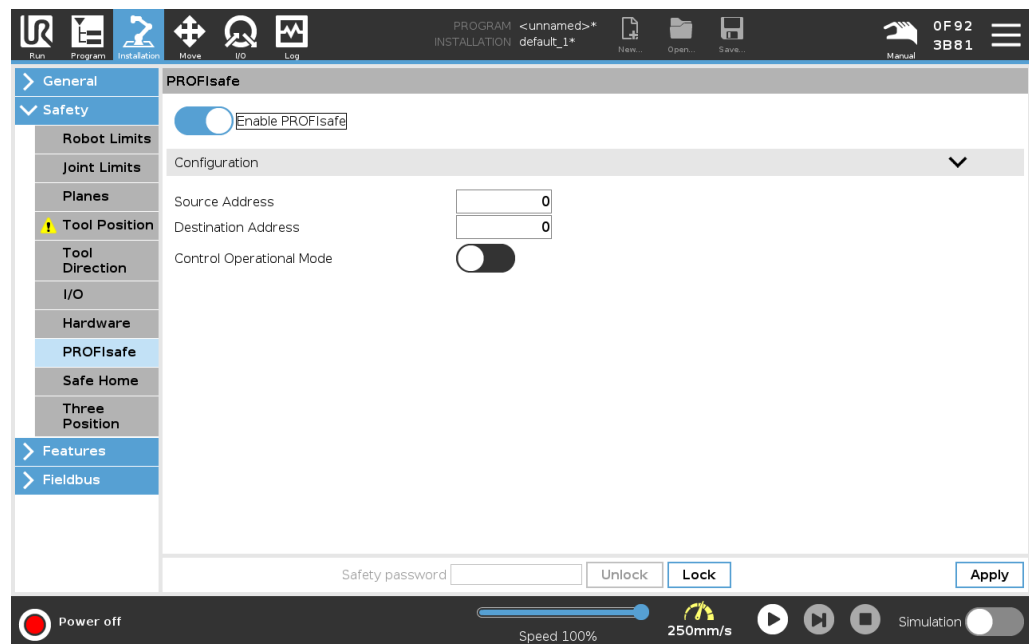 UR
PROGRAM <unnamed>*
INSTALLATION default_1*
Run Program Installation Move I/O Log New... Open... Save... Manual
0F92
3B81
General
Safety
Robot Limits
Joint Limits
Planes
Tool Position
Tool
Direction
I/O
Hardware
PROFIsafe
Safe Home
Three
Position
Features
Fieldbus
PROFIsafe
Enable PROFIsafe
Configuration
Source Address 0
Destination Address 0
Control Operational Mode
Safety password Unlock Lock Apply
Power off
Speed 100%
250mm/s
Simulation